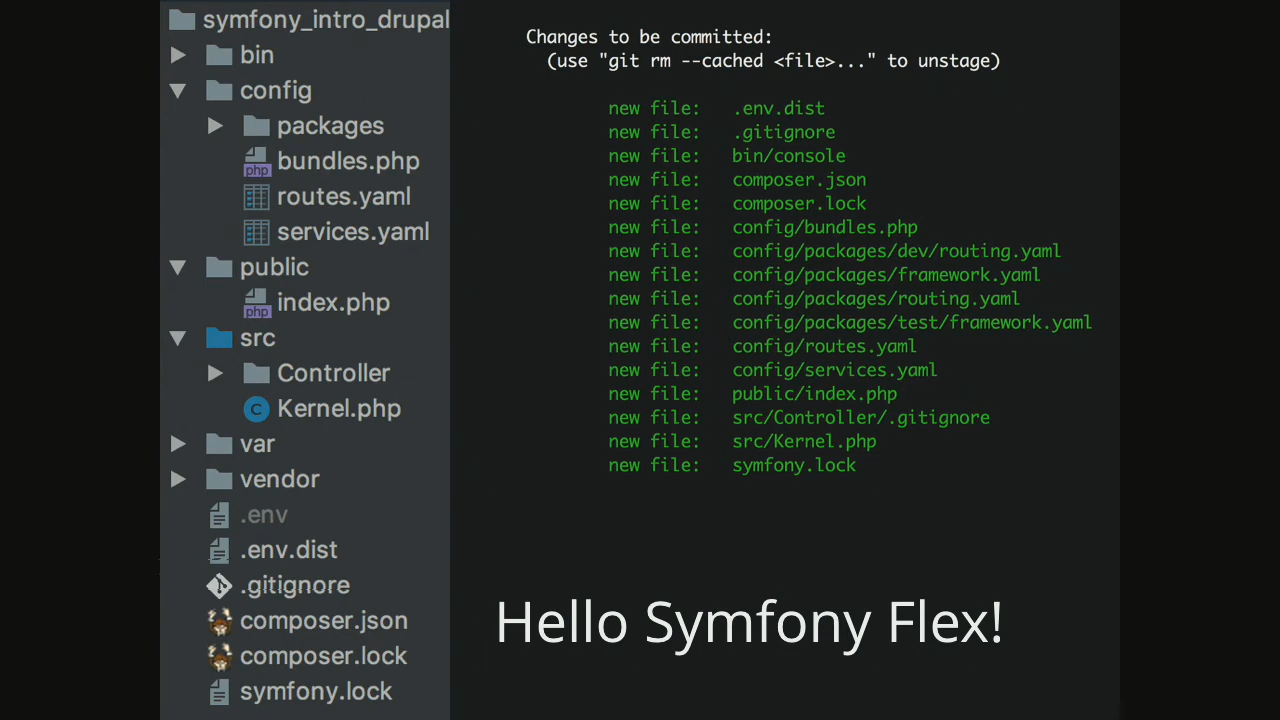 symfony_intro_drupal
bin
config
packages
php
bundles.php
routes.yaml
services.yaml
public
php
index.php
src
Controller
C
Kernel.php
var
vendor
.env
.env.dist
.gitignore
composer.json
composer.lock
symfony.lock
Changes to be committed:
(use "git rm --cached <file>..." to unstage)
new file: .env.dist
new file: .gitignore
new file: bin/console
new file: composer.json
new file: composer.lock
new file: config/bundles.php
new file: config/packages/dev/routing.yaml
new file: config/packages/framework.yaml
new file: config/packages/routing.yaml
new file: config/packages/test/framework.yaml
new file: config/routes.yaml
new file: config/services.yaml
new file: public/index.php
new file: src/Controller/.gitignore
new file: src/Kernel.php
new file: symfony.lock
Hello Symfony Flex!